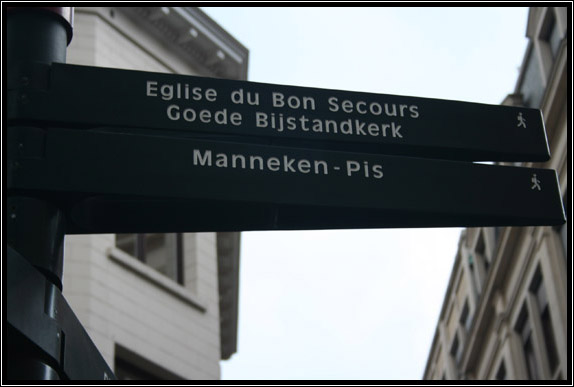 Eglise du Bon Secours
Goede Bijstandkerk
Manneken-Pis